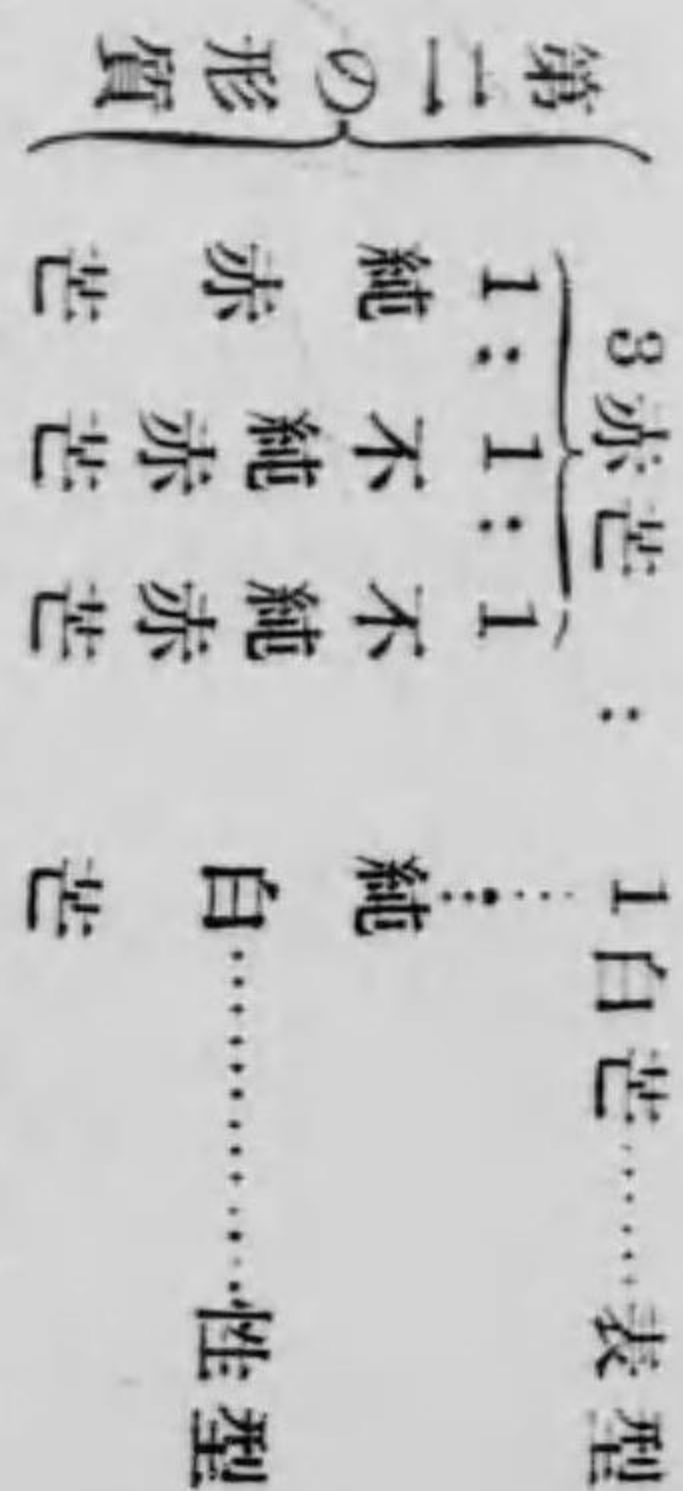 第二の形質
3赤芒 : 1白芒……表型
1 : 1 : 1
純赤芒
不純赤芒
不純赤芒
純白芒
…………性型